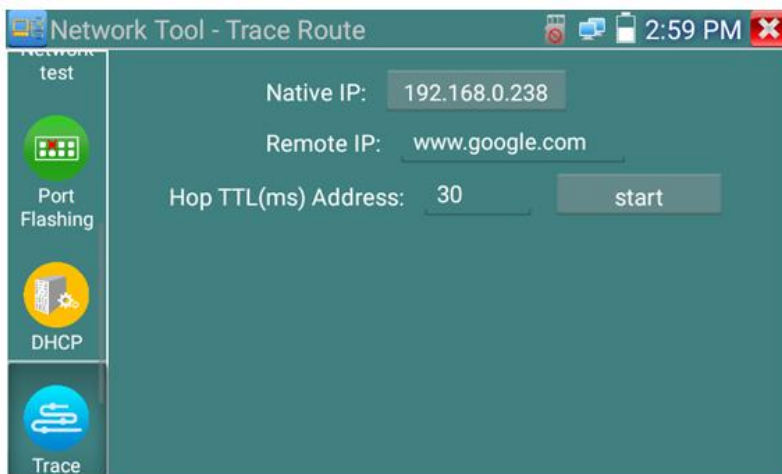 Network Tool - Trace Route
2:59 PM
Network
test
Native IP:
192.168.0.238
Remote IP:
www.google.com
Port
Flashing
Hop TTL(ms) Address:
30
start
DHCP
Trace